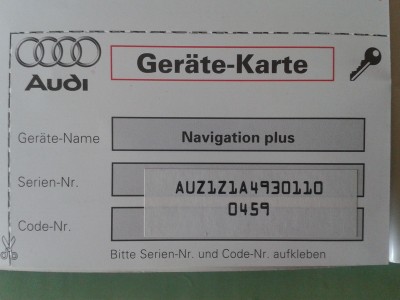 Audi
Geräte-Karte
Geräte-Name
Navigation plus
Serien-Nr.
AUZ1Z1A4930110
0459
Code-Nr.
Bitte Serien-Nr. und Code-Nr. aufkleben